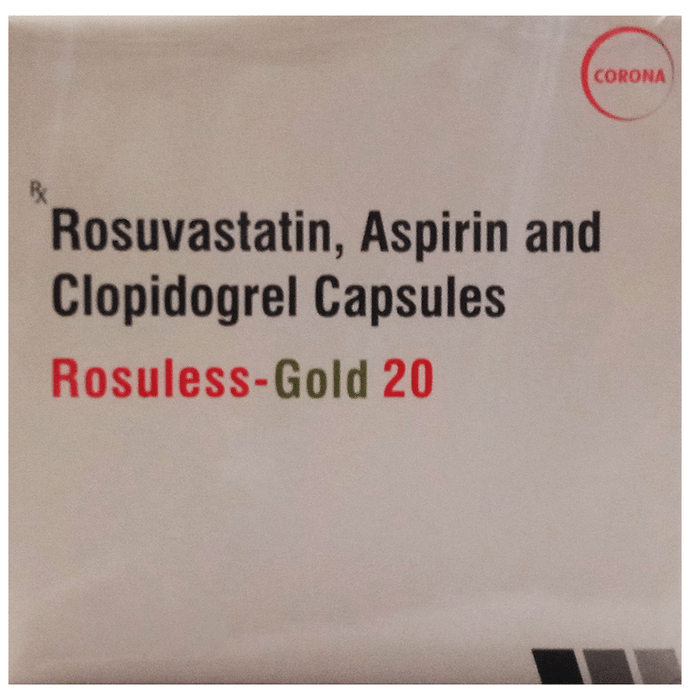 CORONA
Rx
Rosuvastatin, Aspirin and
Clopidogrel Capsules
Rosuless-Gold 20